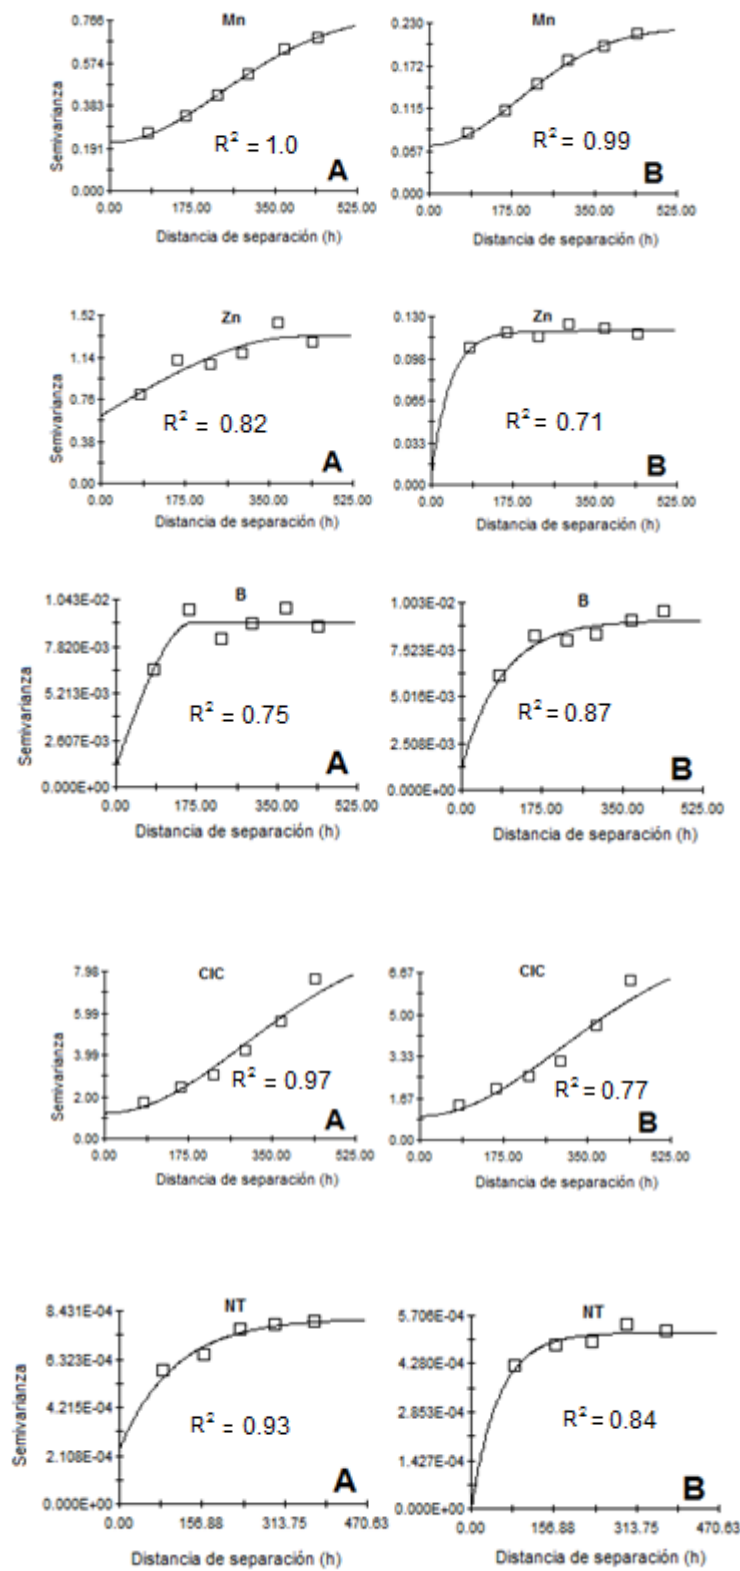 Mn
0.766
0.574
0.383
0.191
0.000
Semivarianza
R² = 1.0
A
0.00 175.00 350.00 525.00
Distancia de separación (h)
Mn
0.230
0.172
0.115
0.057
0.000
R² = 0.99
B
0.00 175.00 350.00 525.00
Distancia de separación (h)
Zn
1.52
1.14
0.76
0.38
0.00
Semivarianza
R² = 0.82
A
0.00 175.00 350.00 525.00
Distancia de separación (h)
Zn
0.130
0.098
0.065
0.033
0.000
R² = 0.71
B
0.00 175.00 350.00 525.00
Distancia de separación (h)
B
1.043E-02
7.820E-03
5.213E-03
2.607E-03
0.000E+00
Semivarianza
R² = 0.75
A
0.00 175.00 350.00 525.00
Distancia de separación (h)
B
1.003E-02
7.523E-03
5.016E-03
2.508E-03
0.000E+00
R² = 0.87
B
0.00 175.00 350.00 525.00
Distancia de separación (h)
CIC
7.98
5.99
3.99
2.00
0.00
Semivarianza
R² = 0.97
A
0.00 175.00 350.00 525.00
Distancia de separación (h)
CIC
6.67
5.00
3.33
1.67
0.00
R² = 0.77
B
0.00 175.00 350.00 525.00
Distancia de separación (h)
NT
8.431E-04
6.323E-04
4.215E-04
2.108E-04
0.000E+00
Semivarianza
R² = 0.93
A
0.00 156.88 313.75 470.63
Distancia de separación (h)
NT
5.706E-04
4.280E-04
2.853E-04
1.427E-04
0.000E+00
R² = 0.84
B
0.00 156.88 313.75 470.63
Distancia de separación (h)